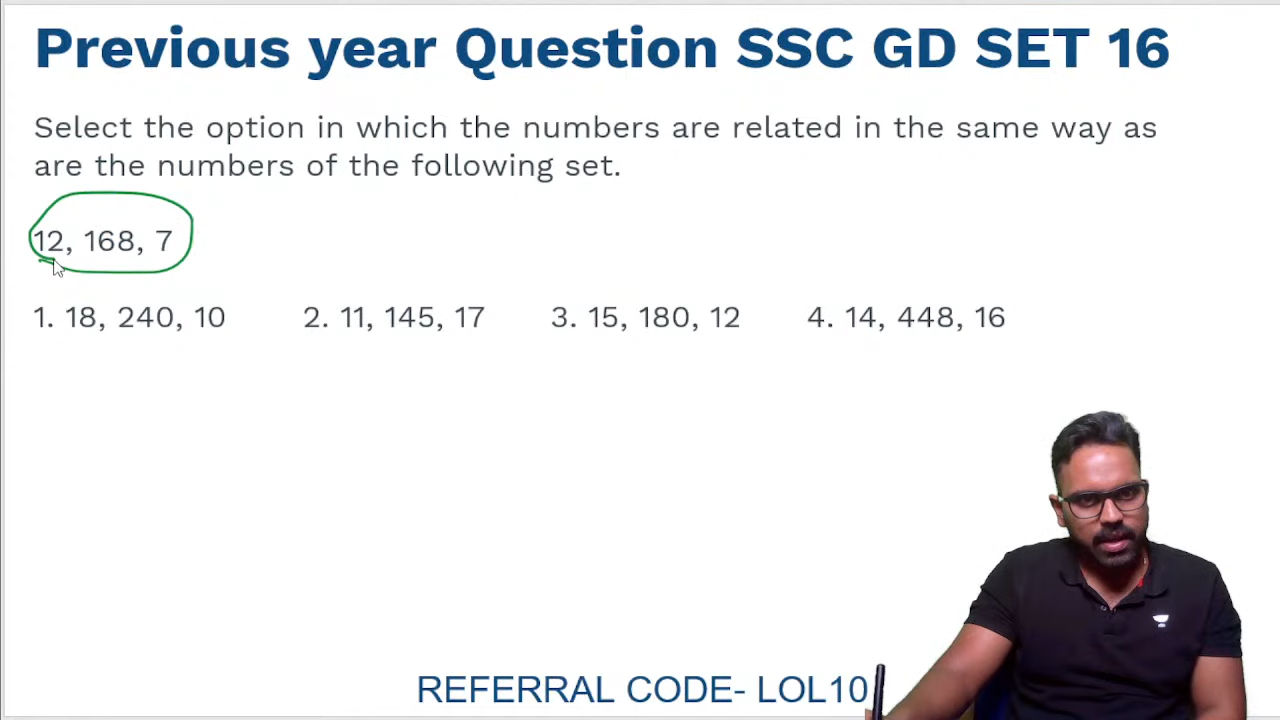 Previous year Question SSC GD SET 16
Select the option in which the numbers are related in the same way as
are the numbers of the following set.
12, 168, 7
1. 18, 240, 10 2. 11, 145, 17 3. 15, 180, 12 4. 14, 448, 16
REFERRAL CODE- LOL10